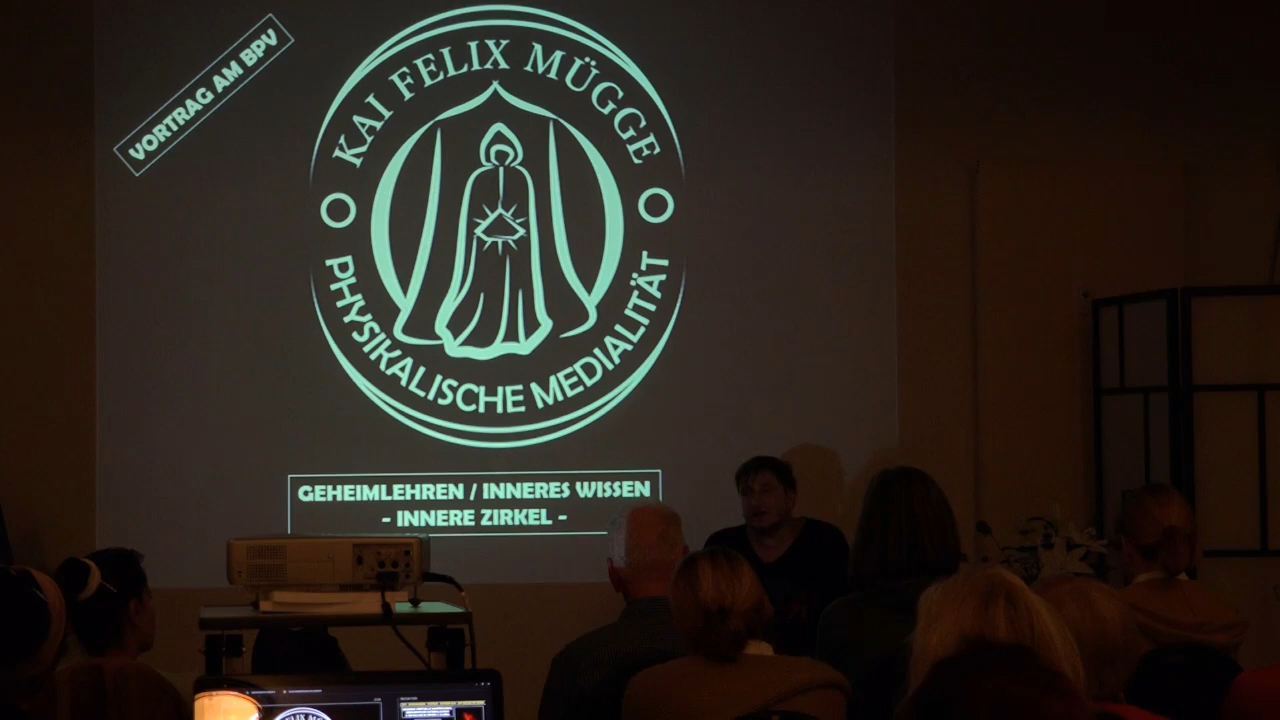 VORTRAG AM BPV
KAI FELIX MÜGGE
PHYSIKALISCHE MEDIALITÄT
GEHEIMLEHREN / INNERES WISSEN
- INNERE ZIRKEL -